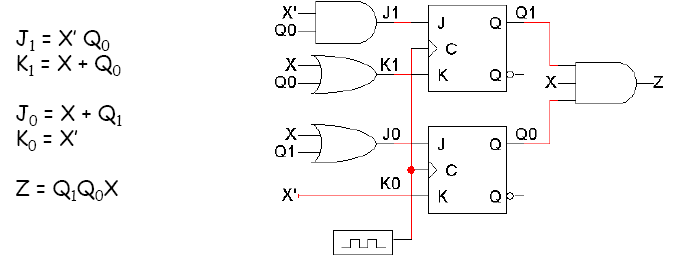 J₁ = X' Q₀
K₁ = X + Q₀
J₀ = X + Q₁
K₀ = X'
Z = Q₁Q₀X
X' J1 J Q Q1
Q0
C
X K1 K Q
Q0
X Z
X J0 J Q Q0
Q1
C
X' K0 K Q